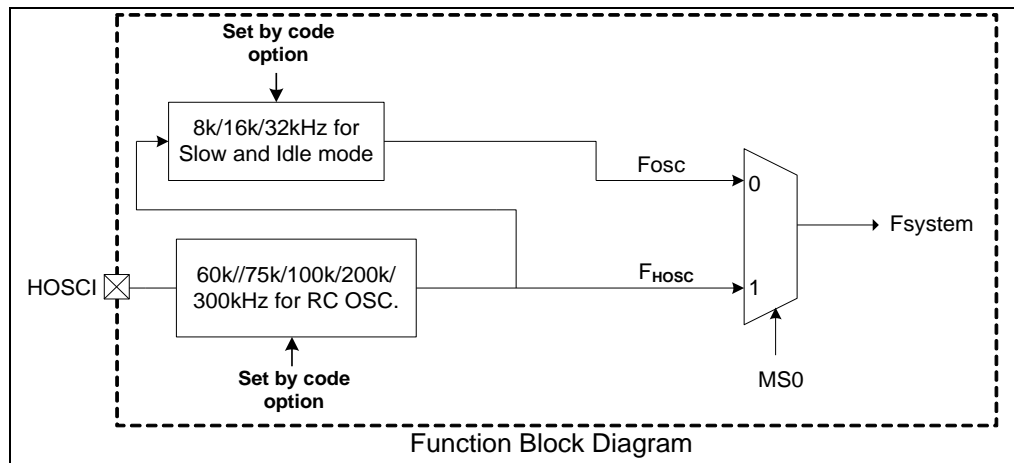 Set by code
option
8k/16k/32kHz for
Slow and Idle mode
Fosc
0
Fsystem
HOSCI
60k//75k/100k/200k/
300kHz for RC OSC.
FHOSC
1
MS0
Set by code
option
Function Block Diagram